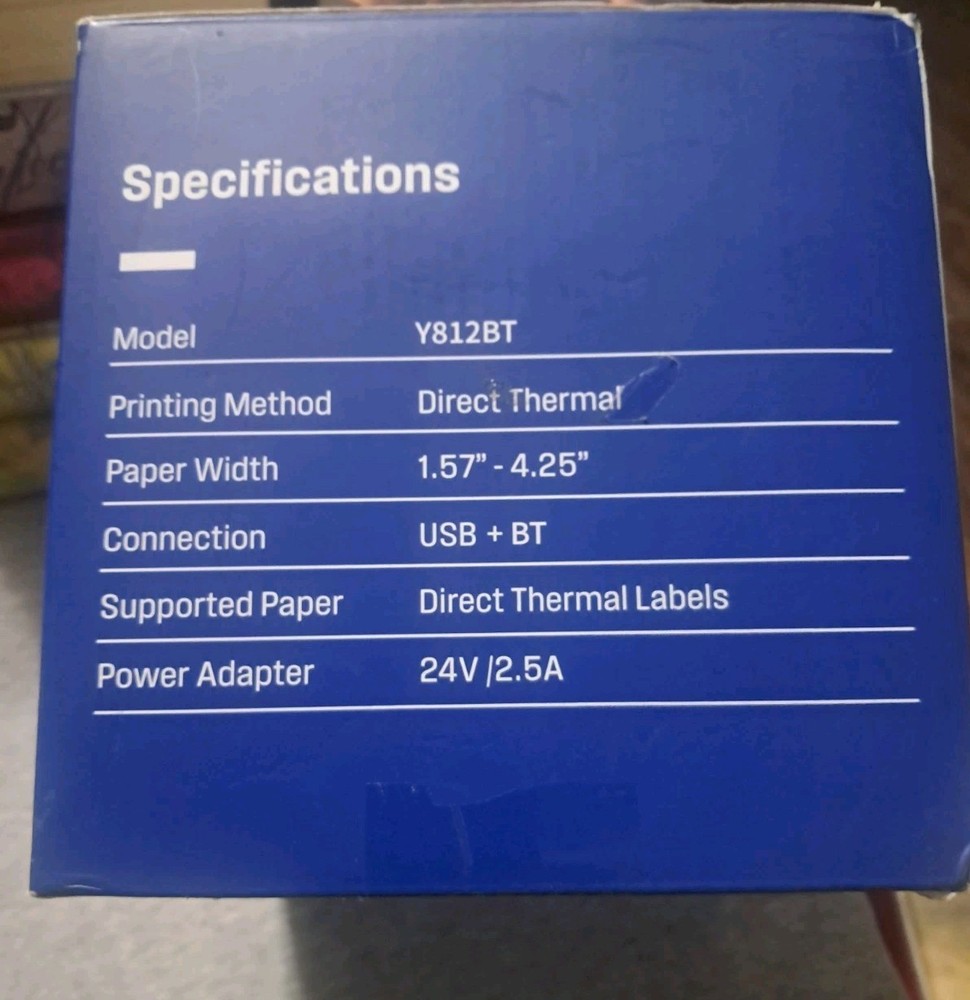 Specifications
Model Y812BT
Printing Method Direct Thermal
Paper Width 1.57” - 4.25”
Connection USB + BT
Supported Paper Direct Thermal Labels
Power Adapter 24V /2.5A